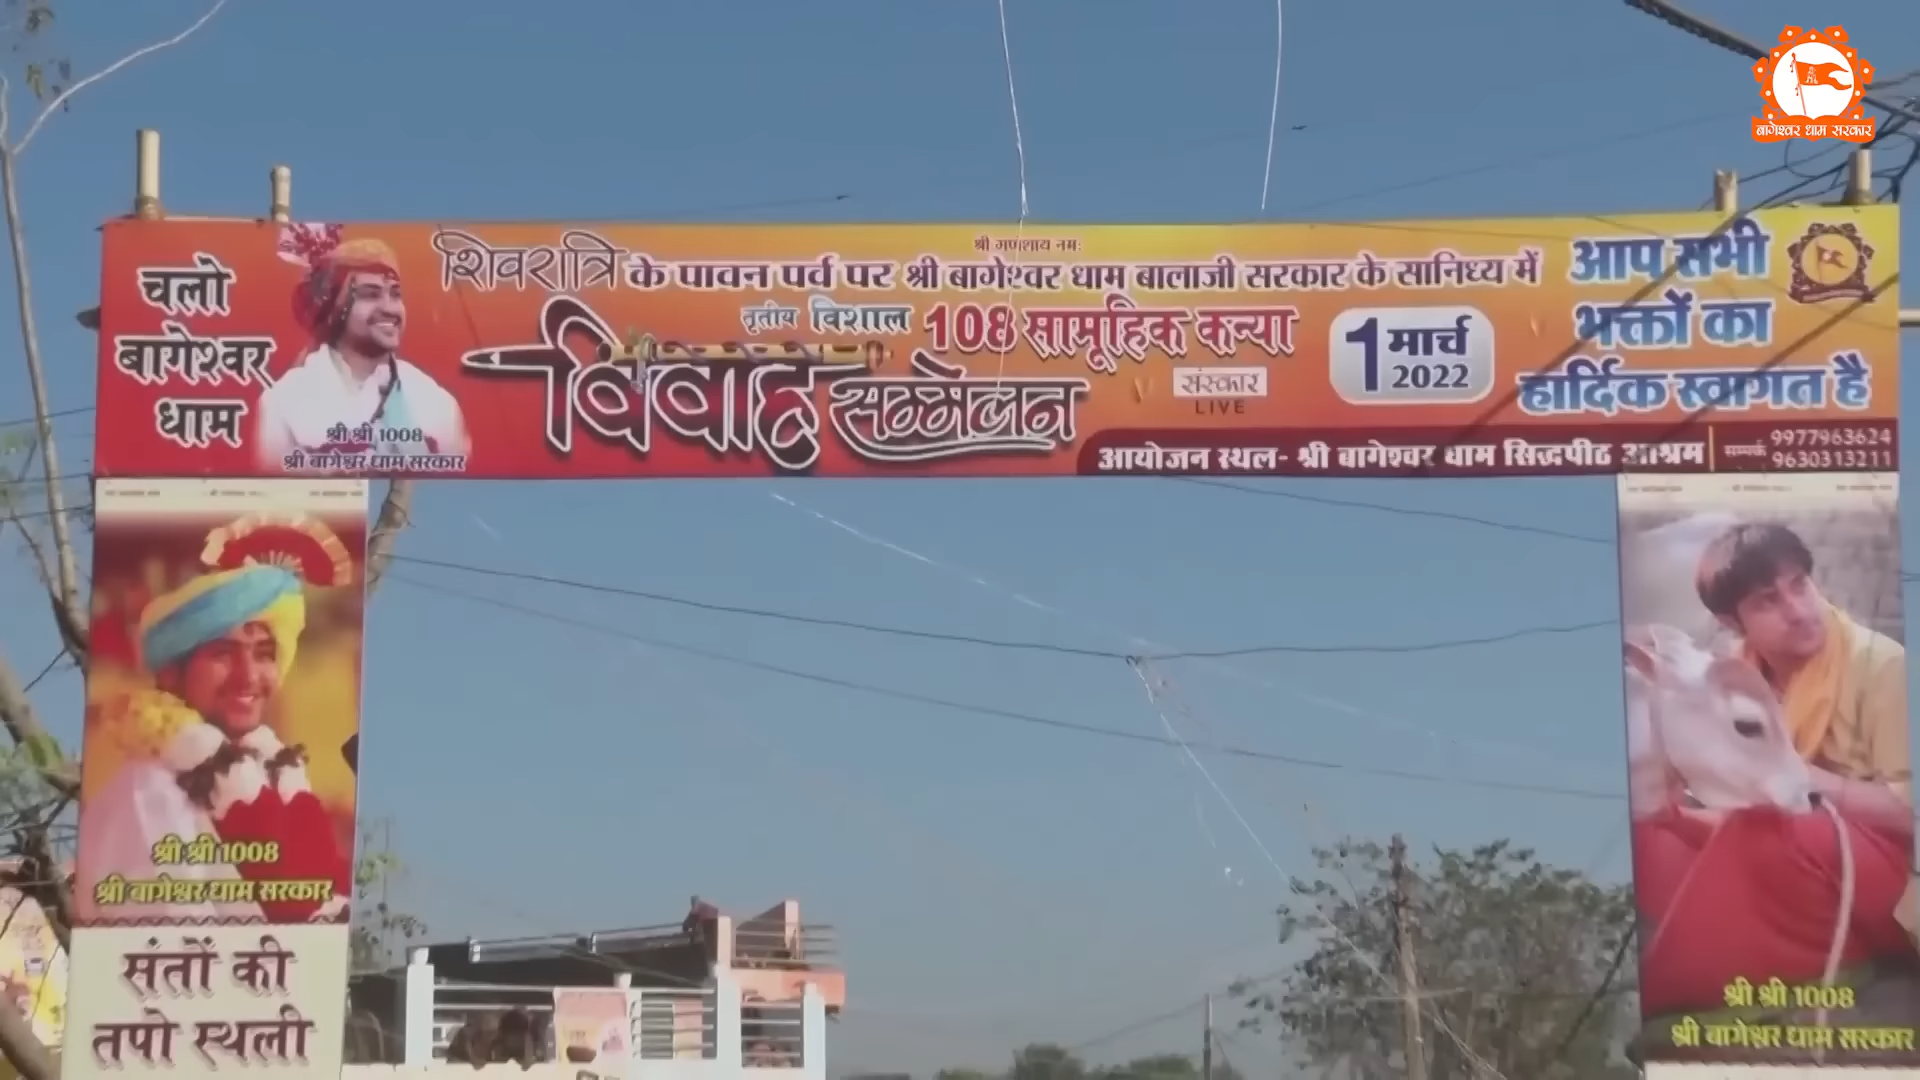 बागेश्वर धाम सरकार
चलो
बागेश्वर
धाम
श्री श्री 1008
श्री बागेश्वर धाम सरकार
श्री गणेशाय नमः
शिवरात्रि के पावन पर्व पर श्री बागेश्वर धाम बालाजी सरकार के सानिध्य में
तृतीय विशाल 108 सामूहिक कन्या
विवाह सम्मेलन
संस्कार
LIVE
1 मार्च
2022
आप सभी
भक्तों का
हार्दिक स्वागत है
आयोजन स्थल- श्री बागेश्वर धाम सिद्धपीठ आश्रम
सम्पर्क 9977963624
9630313211
श्री श्री 1008
श्री बागेश्वर धाम सरकार
संतों की
तपो स्थली
श्री श्री 1008
श्री बागेश्वर धाम सरकार